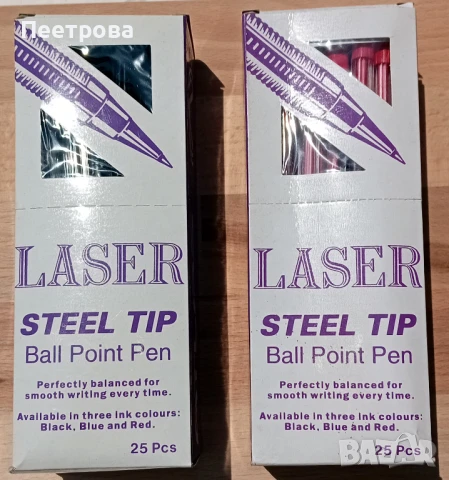 Пеетрова
LASER
STEEL TIP
Ball Point Pen
Perfectly balanced for
smooth writing every time.
Available in three ink colours:
Black, Blue and Red.
25 Pcs
LASER
STEEL TIP
Ball Point Pen
Perfectly balanced for
smooth writing every time.
Available in three ink colours:
Black, Blue and Red.
25 Pcs
bazar